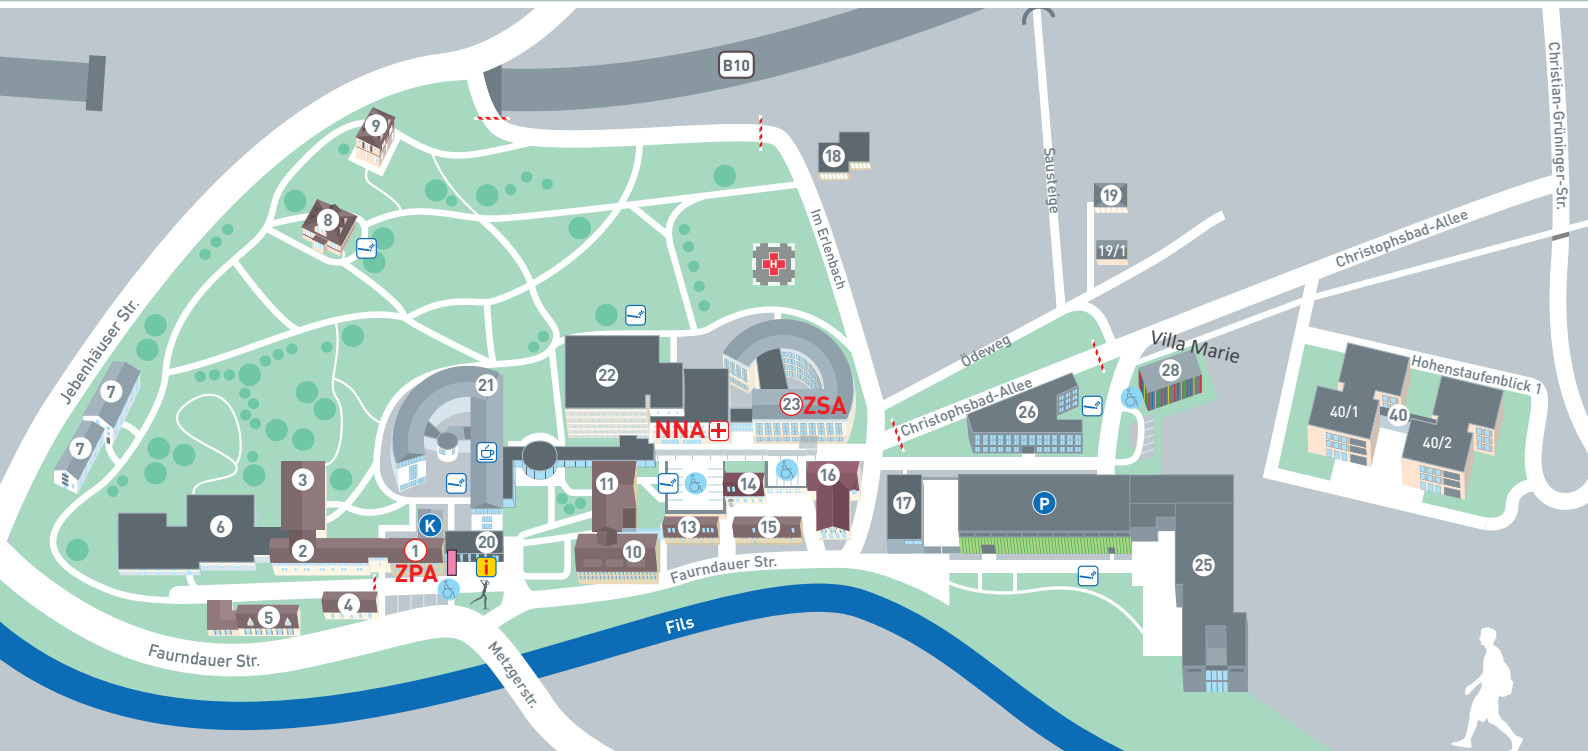 B10
Christian-Grüninger-Str.
9
18
Sausteige
19
8
Im Erlenbach
Christophsbad-Allee
19/1
H
Jebenhäuser Str.
Ödeweg
Villa Marie
Hohenstaufenblick 1
7
21
22
23 ZSA
Christophsbad-Allee
26
28
40/1
40
40/2
NNA
7
3
11
14
16
17
P
6
K
13
15
2
1
20
10
ZPA
i
Faurndauer Str.
25
4
5
Fils
Faurndauer Str.
Metzgerstr.